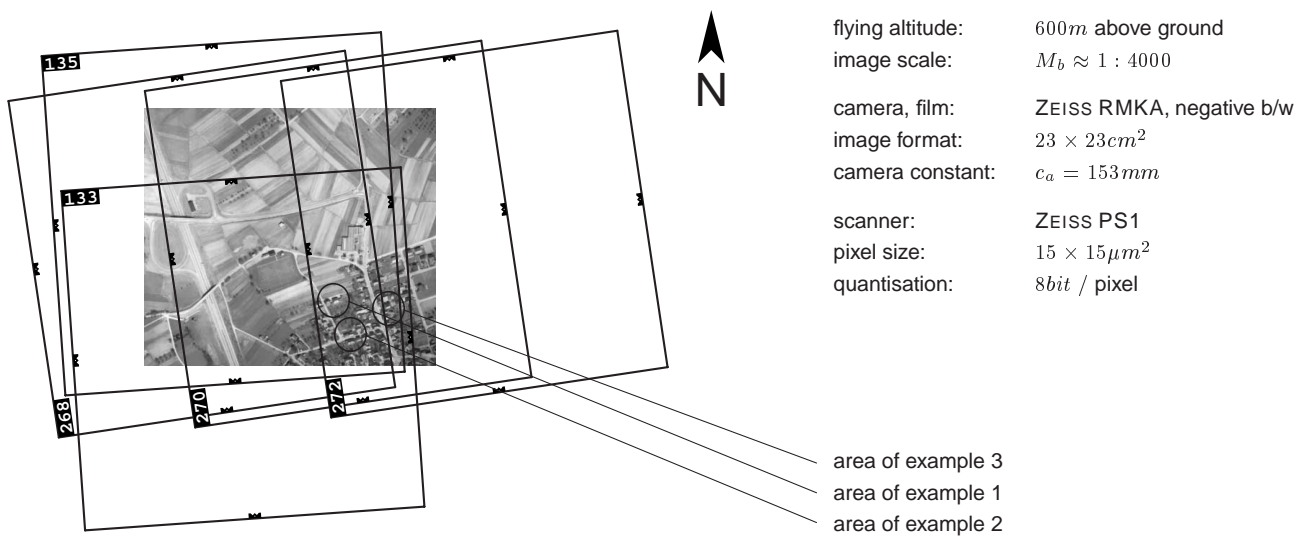 135
133
268
270
272
N
flying altitude: 600m above ground
image scale: M_b ≈ 1 : 4000
camera, film: ZEISS RMKA, negative b/w
image format: 23 × 23cm²
camera constant: c_a = 153mm
scanner: ZEISS PS1
pixel size: 15 × 15μm²
quantisation: 8bit / pixel
area of example 3
area of example 1
area of example 2